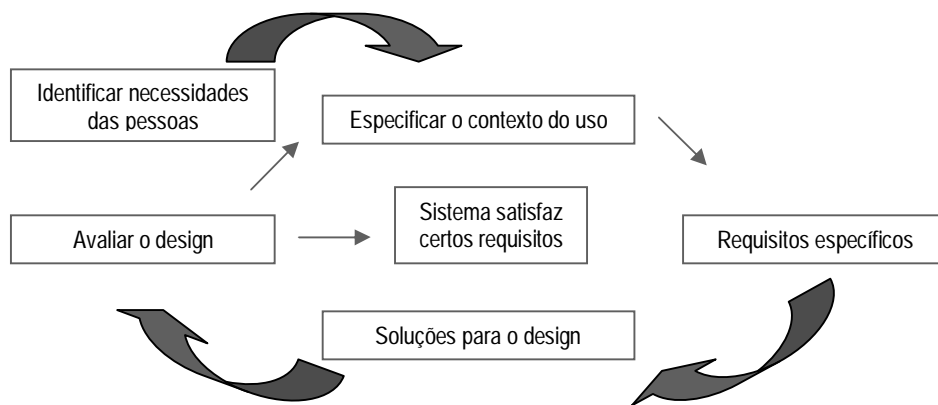 Identificar necessidades
das pessoas
Especificar o contexto do uso
Avaliar o design
Sistema satisfaz
certos requisitos
Requisitos específicos
Soluções para o design